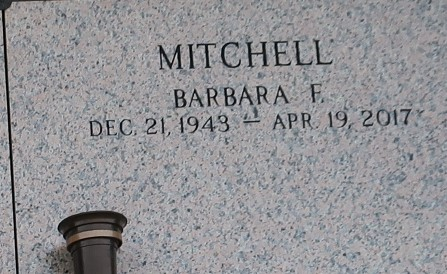 MITCHELL
BARBARA F.
DEC. 21, 1943 — APR. 19, 2017